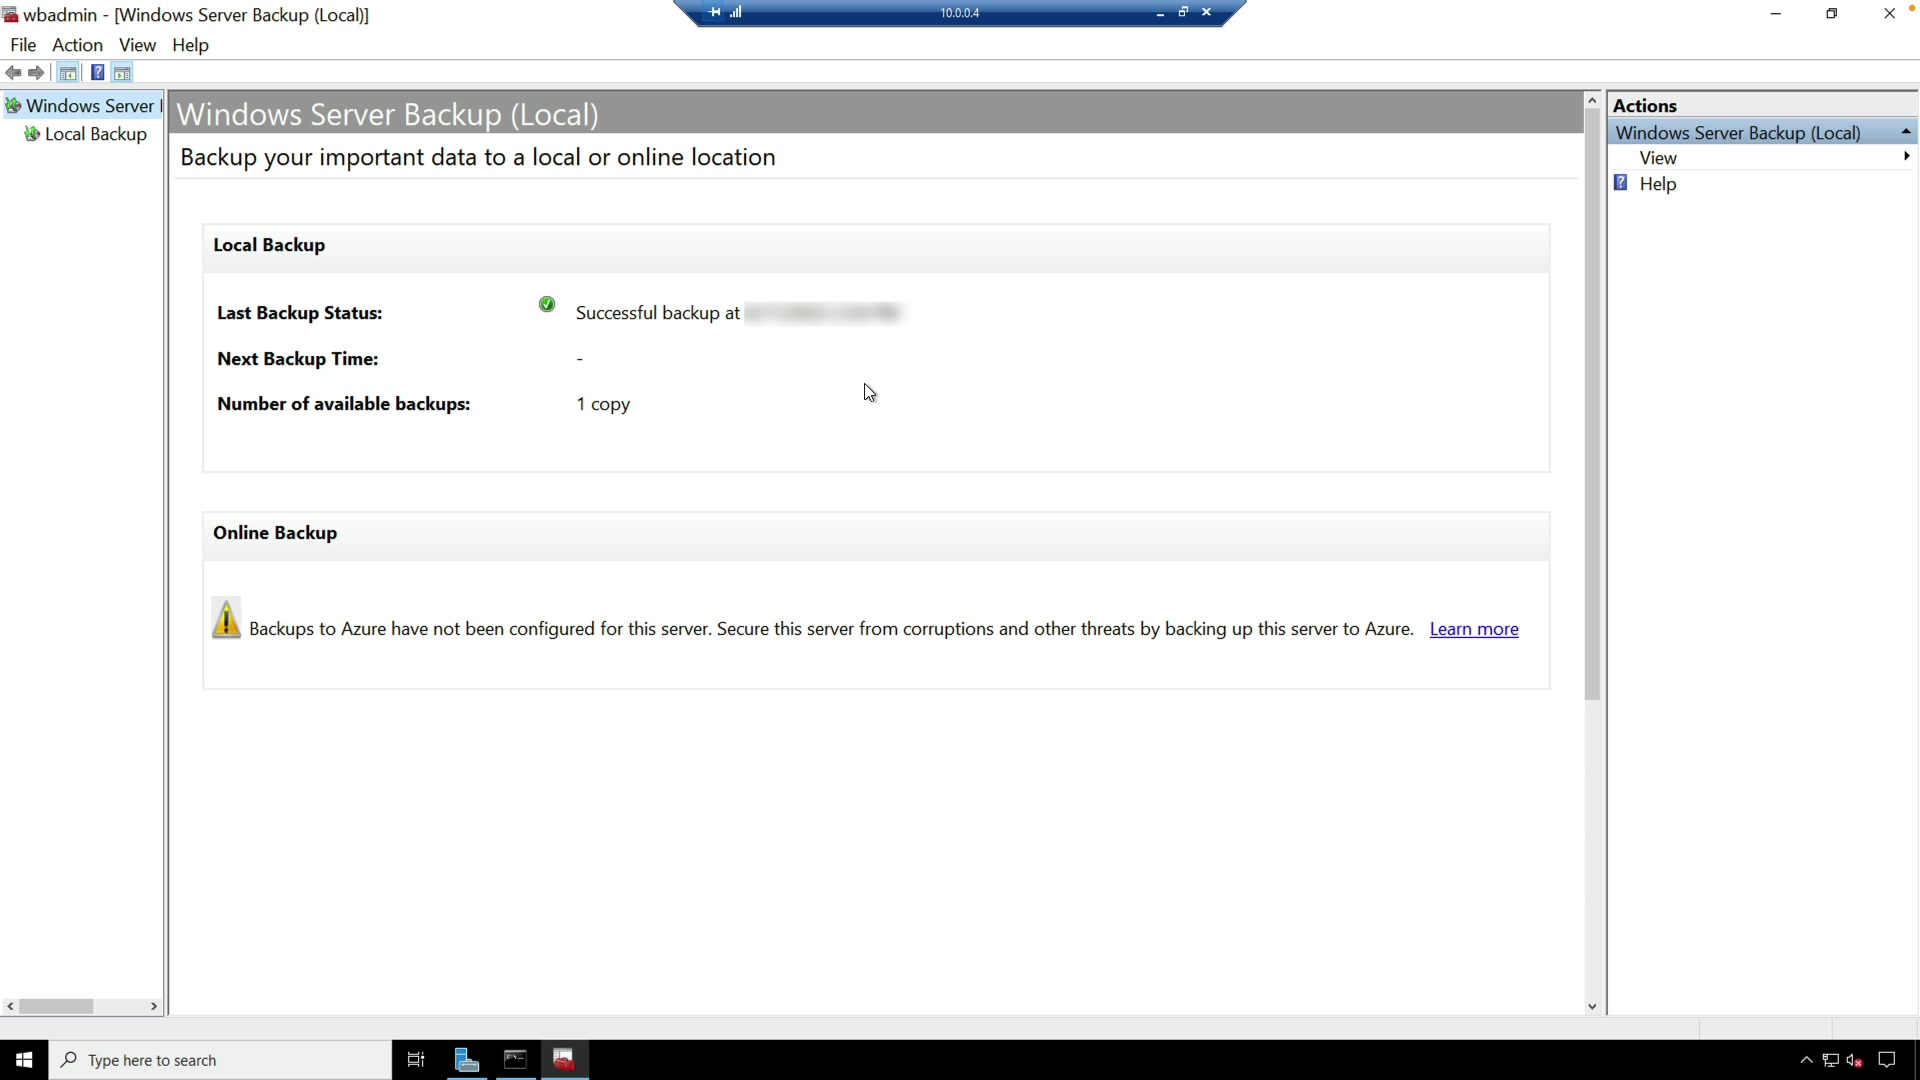 wbadmin - [Windows Server Backup (Local)]
10.0.0.4
File Action View Help
Windows Server
Local Backup
Windows Server Backup (Local)
Backup your important data to a local or online location
Local Backup
Last Backup Status: Successful backup at
Next Backup Time: -
Number of available backups: 1 copy
Online Backup
Backups to Azure have not been configured for this server. Secure this server from corruptions and other threats by backing up this server to Azure. Learn more
Actions
Windows Server Backup (Local)
View
Help
Type here to search